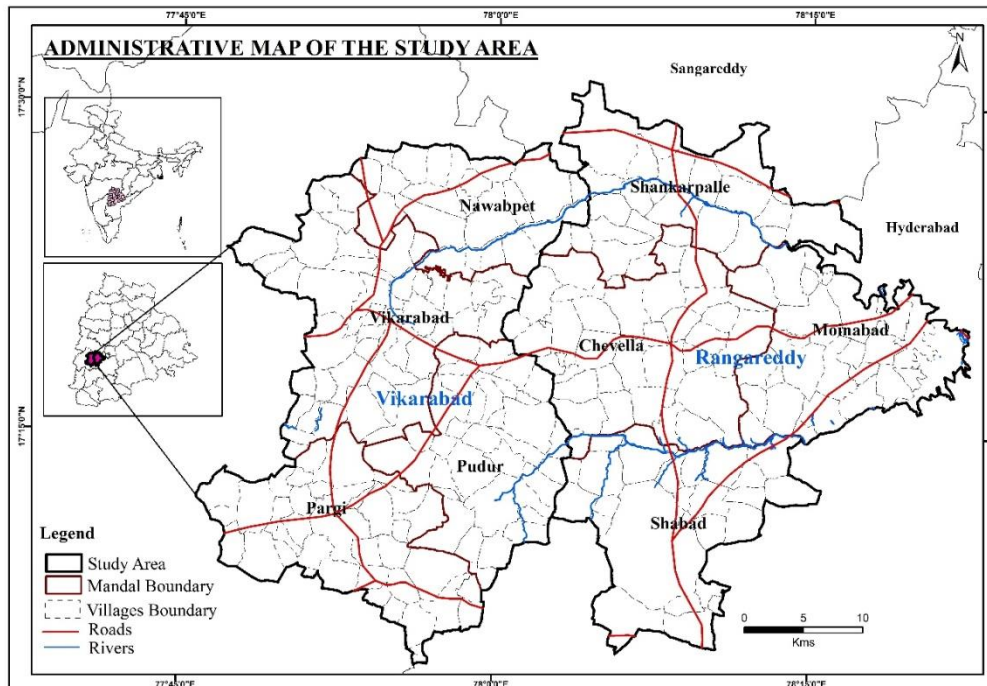 77°45'0"E 78°0'0"E 78°15'0"E
ADMINISTRATIVE MAP OF THE STUDY AREA
N
Sangareddy
17°30'0"N
Shankarpalle
Nawabpet
Hyderabad
Vikarabad
Momabad
Chevella
Rangareddy
Vikarabad
17°15'0"N
Pudur
Pargi
Shabad
Legend
Study Area
Mandal Boundary
Villages Boundary
Roads
Rivers
0 5 10
Kms
77°45'0"E 78°0'0"E 78°15'0"E